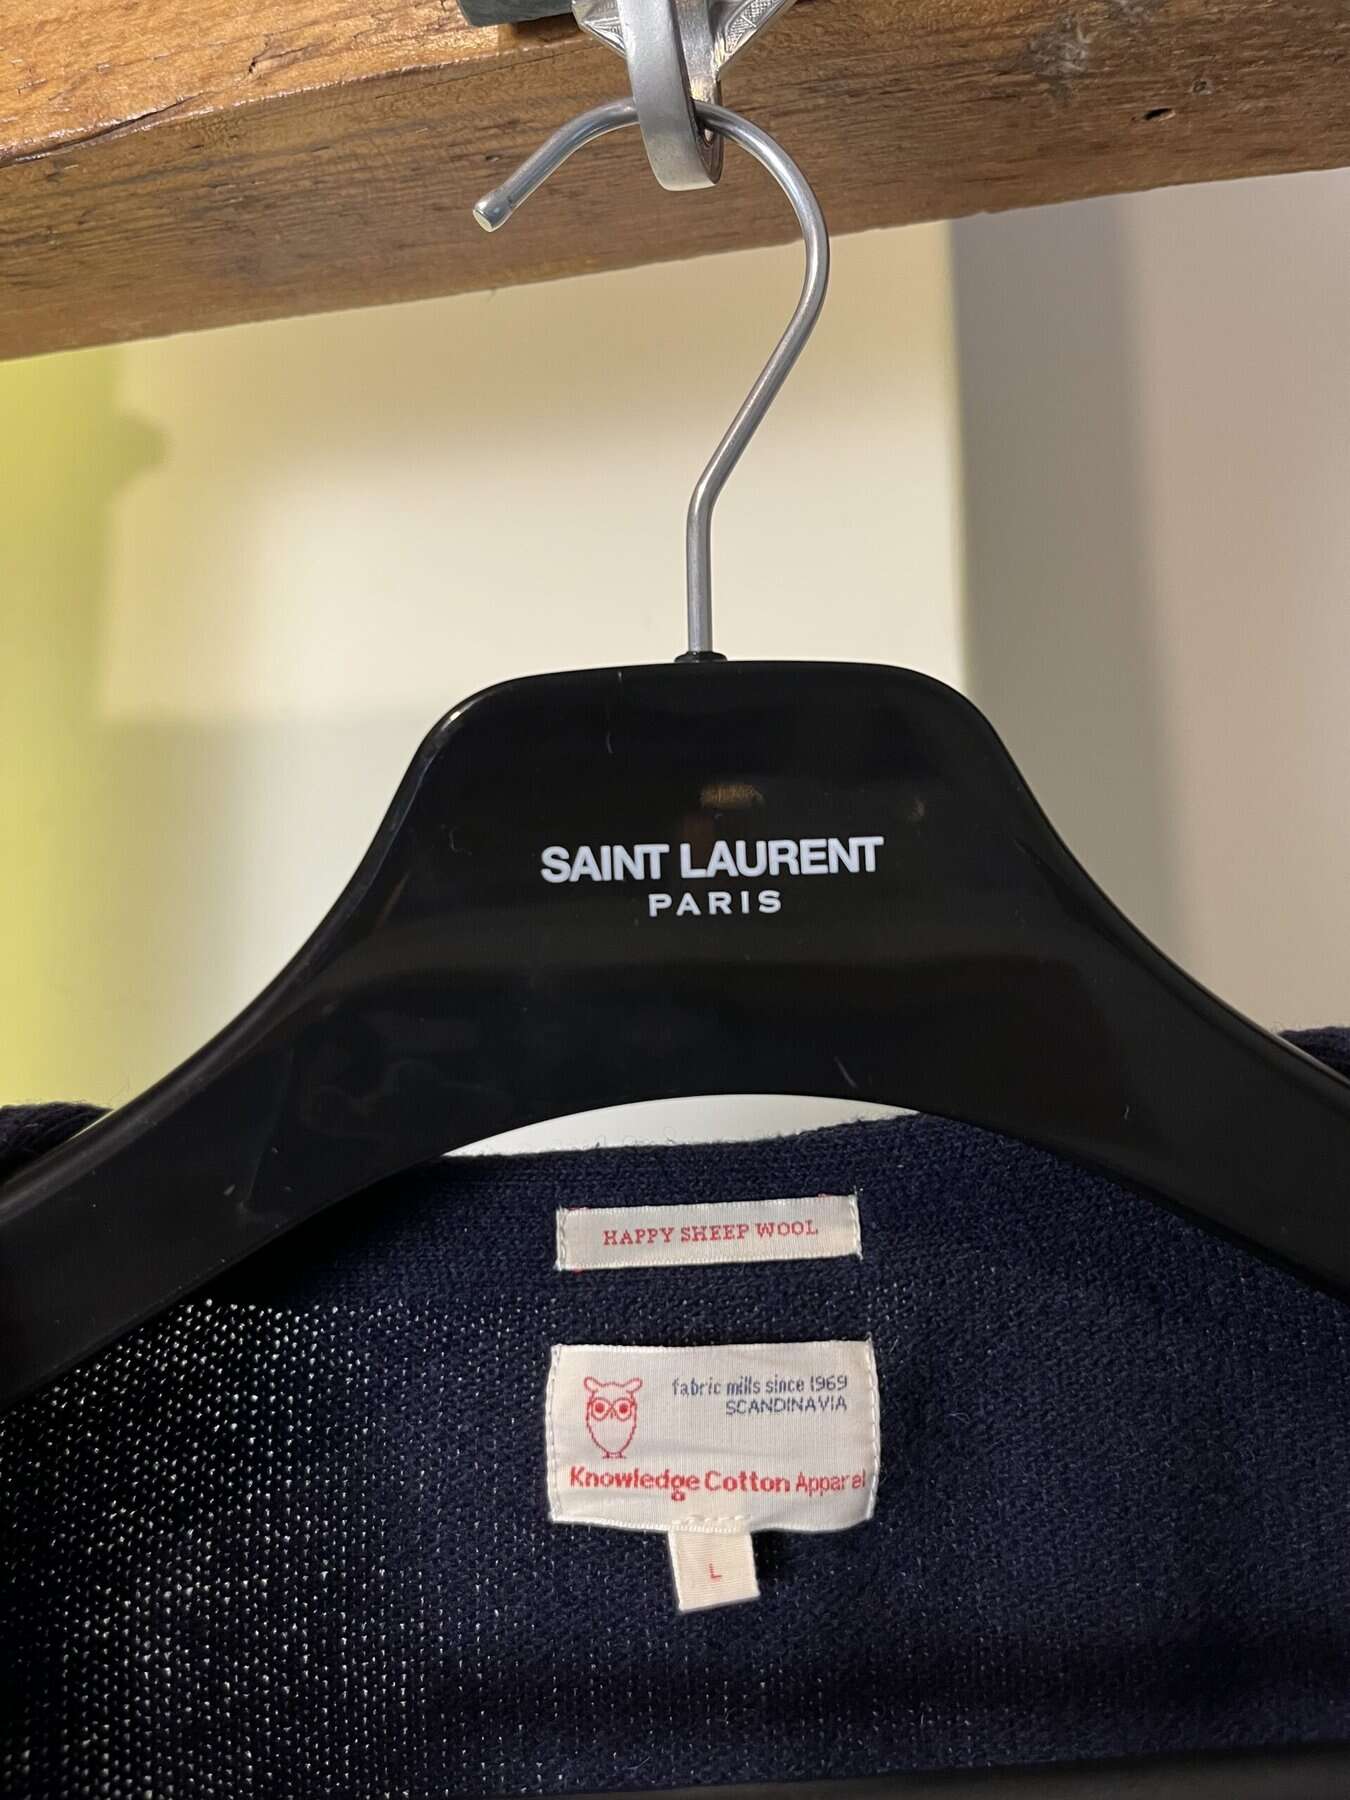 SAINT LAURENT
PARIS
HAPPY SHEEP WOOL
fabric mills since 1969
SCANDINAVIA
Knowledge Cotton Apparel
L